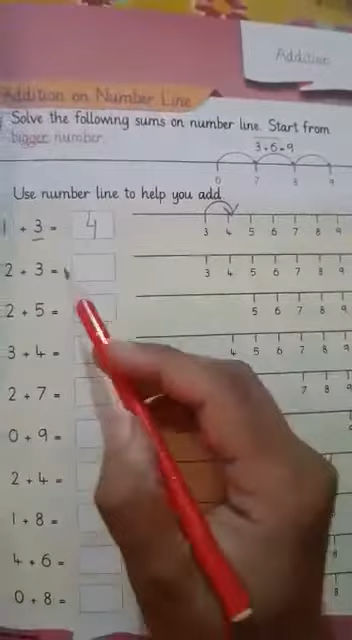 Addition
Addition on Number Line
Solve the following sums on number line. Start from
bigger number.
3+6=9
6 7 8 9
Use number line to help you add.
1 + 3 = 4
3 4 5 6 7 8 9
2 + 3 =
3 4 5 6 7 8 9
2 + 5 =
5 6 7 8 9
3 + 4 =
4 5 6 7 8 9
2 + 7 =
7 8 9
0 + 9 =
2 + 4 =
1 + 8 =
4 + 6 =
8
0 + 8 =
8